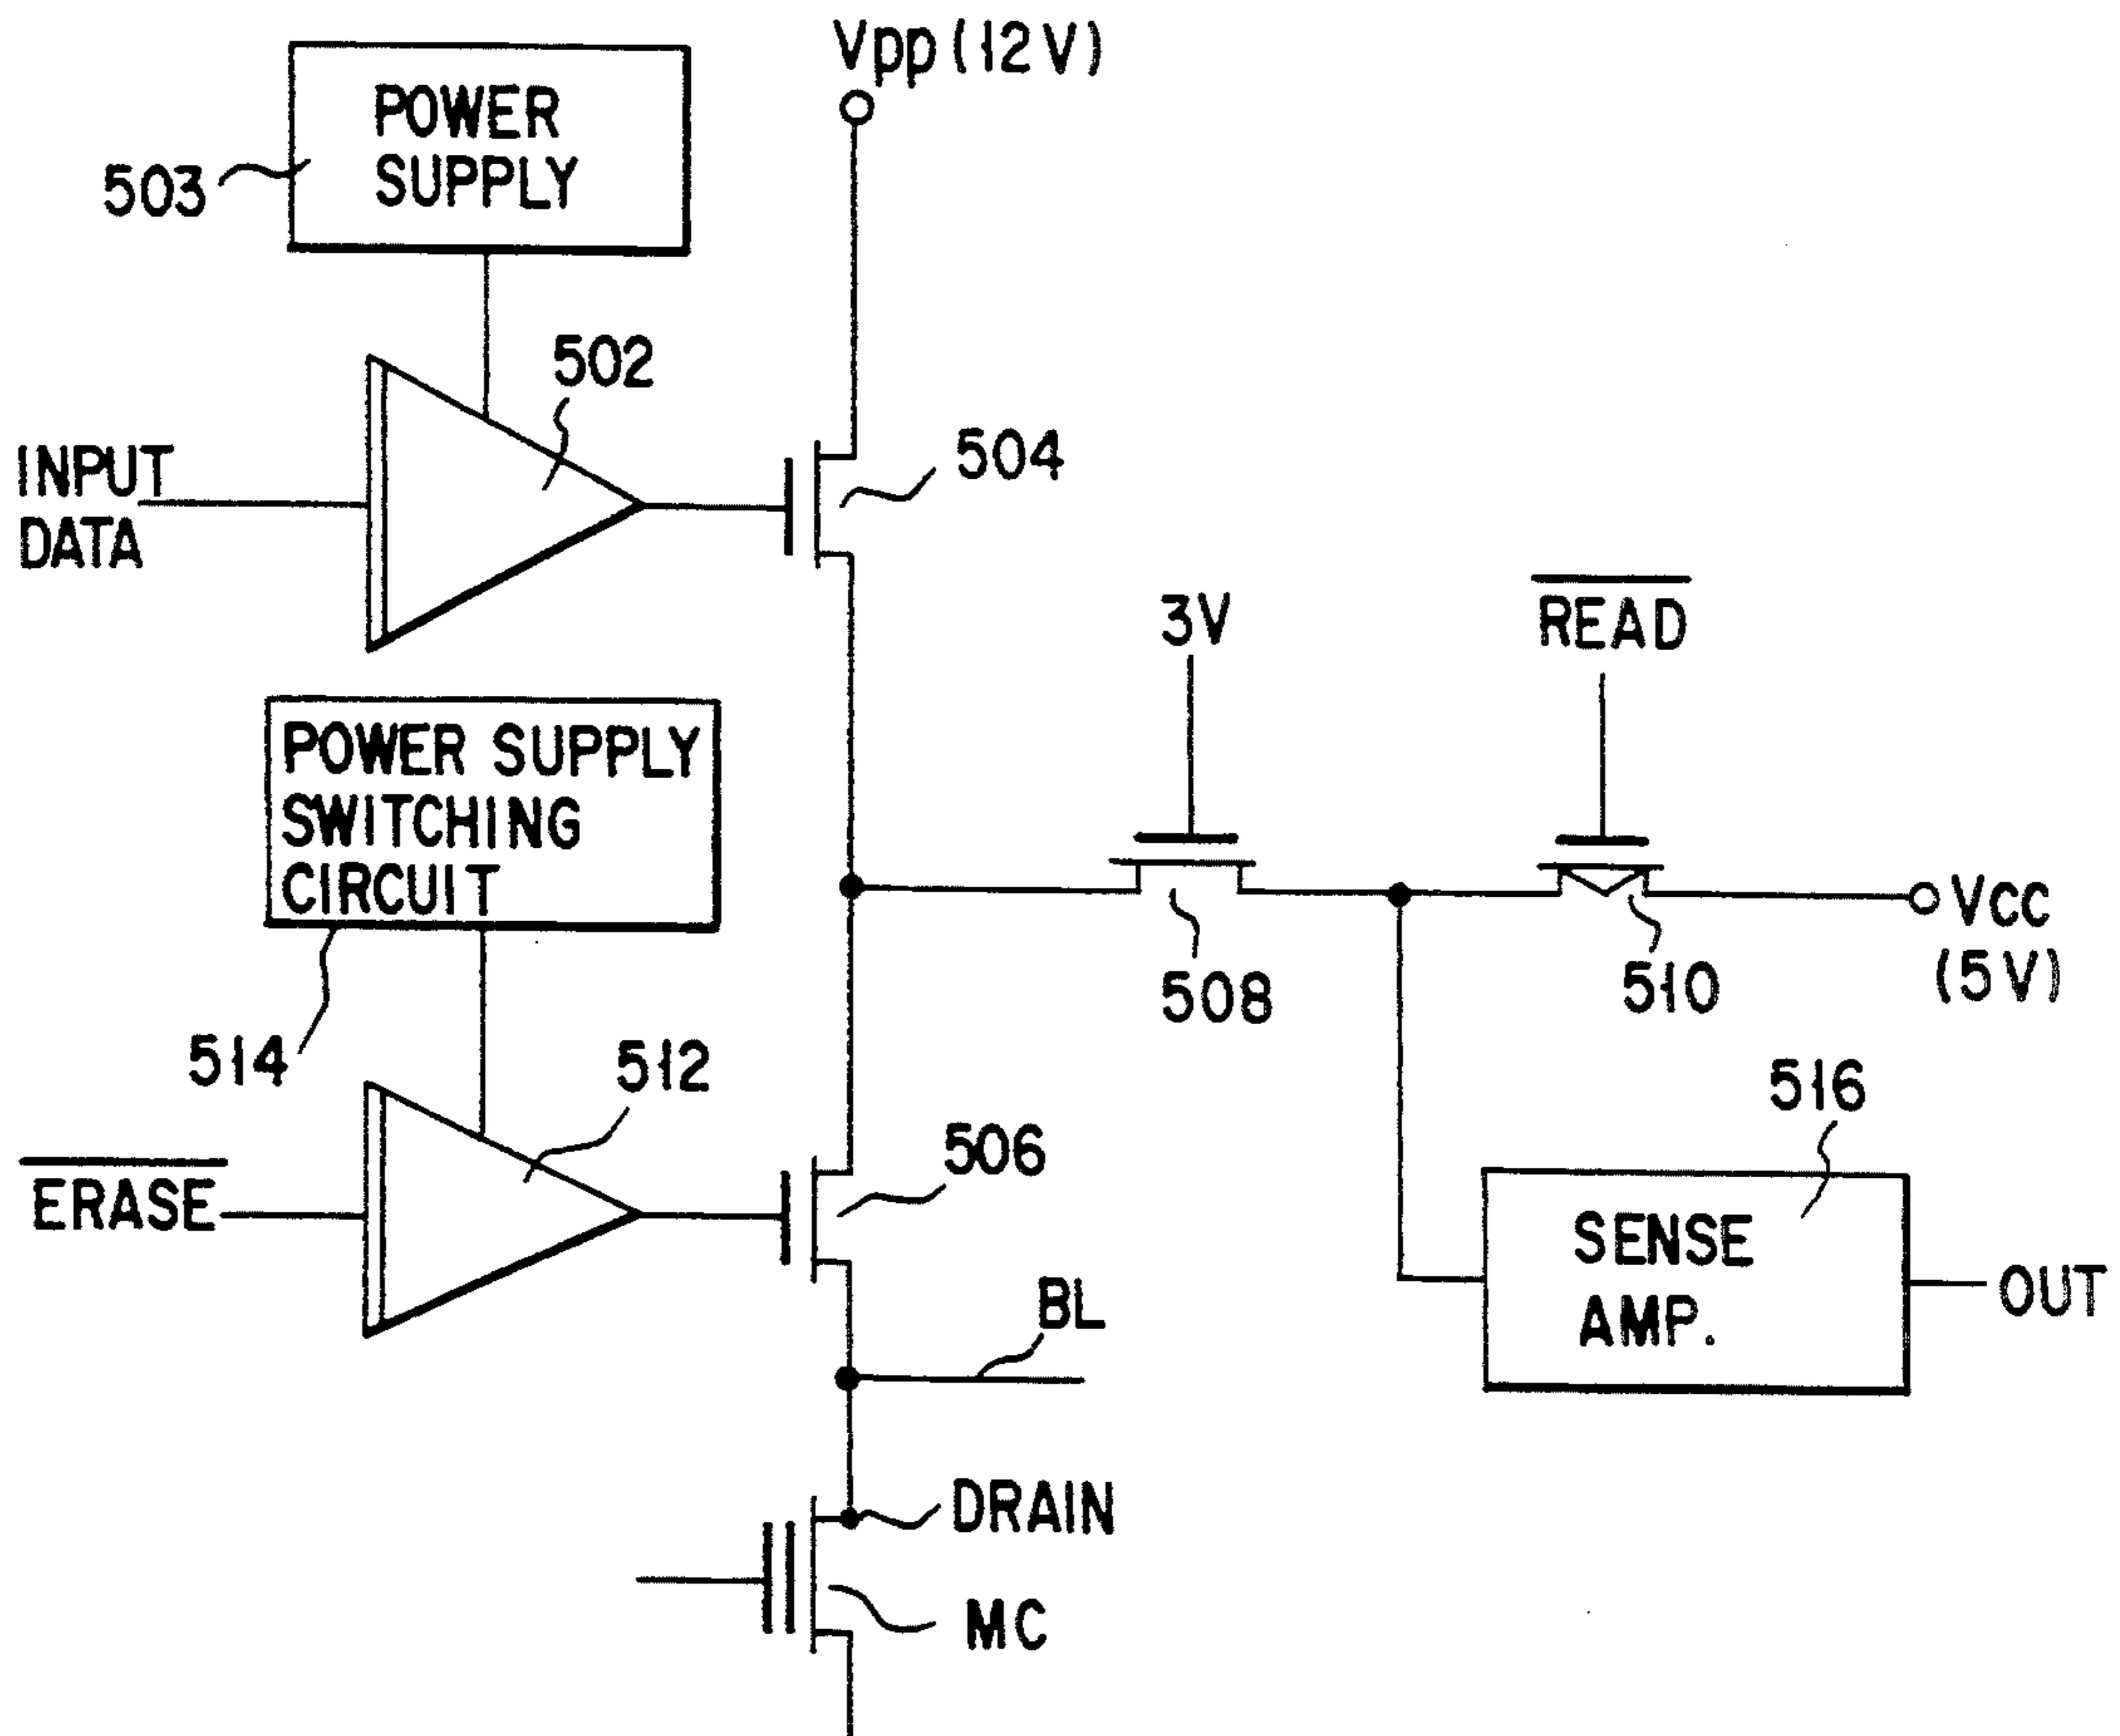 Vpp (12V)
POWER
SUPPLY
503
502
504
INPUT
DATA
3V
READ
POWER SUPPLY
SWITCHING
CIRCUIT
508
510
VCC
(5V)
514
512
516
506
ERASE
SENSE
AMP.
OUT
BL
DRAIN
MC